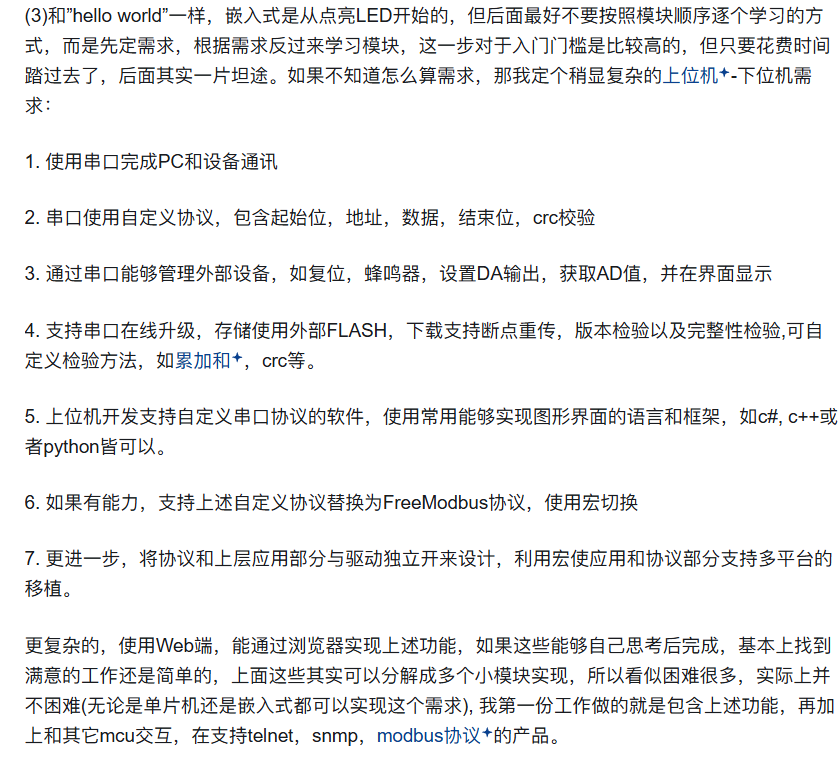 (3)和"hello world"一样，嵌入式是从点亮LED开始的，但后面最好不要按照模块顺序逐个学习的方
式，而是先定需求，根据需求反过来学习模块，这一步对于入门门槛是比较高的，但只要花费时间
踏过去了，后面其实一片坦途。如果不知道怎么算需求，那我定个稍显复杂的上位机-下位机需
求：
1. 使用串口完成PC和设备通讯
2. 串口使用自定义协议，包含起始位，地址，数据，结束位，crc校验
3. 通过串口能够管理外部设备，如复位，蜂鸣器，设置DA输出，获取AD值，并在界面显示
4. 支持串口在线升级，存储使用外部FLASH，下载支持断点重传，版本检验以及完整性检验,可自
定义检验方法，如累加和，crc等。
5. 上位机开发支持自定义串口协议的软件，使用常用能够实现图形界面的语言和框架，如c#, c++或
者python皆可以。
6. 如果有能力，支持上述自定义协议替换为FreeModbus协议，使用宏切换
7. 更进一步，将协议和上层应用部分与驱动独立开来设计，利用宏使应用和协议部分支持多平台的
移植。
更复杂的，使用Web端，能通过浏览器实现上述功能，如果这些能够自己思考后完成，基本上找到
满意的工作还是简单的，上面这些其实可以分解成多个小模块实现，所以看似困难很多，实际上并
不困难(无论是单片机还是嵌入式都可以实现这个需求), 我第一份工作做的就是包含上述功能，再加
上和其它mcu交互，在支持telnet，snmp，modbus协议的产品。